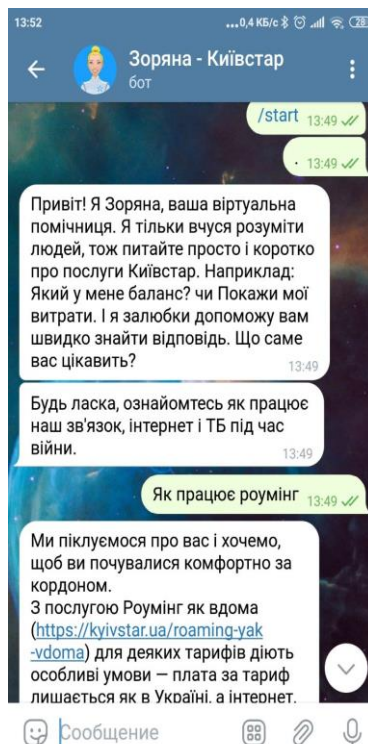 13:52
...0,4 КБ/с 28
Зоряна - Київстар
бот
/start 13:49
. 13:49
Привіт! Я Зоряна, ваша віртуальна
помічниця. Я тільки вчуся розуміти
людей, тож питайте просто і коротко
про послуги Київстар. Наприклад:
Який у мене баланс? чи Покажи мої
витрати. І я залюбки допоможу вам
швидко знайти відповідь. Що саме
вас цікавить?
13:49
Будь ласка, ознайомтесь як працює
наш зв'язок, інтернет і ТБ під час
війни.
13:49
Як працює роумінг 13:49
Ми піклуємося про вас і хочемо,
щоб ви почувалися комфортно за
кордоном.
З послугою Роумінг як вдома
(https://kyivstar.ua/roaming-yak
-vdoma) для деяких тарифів діють
особливі умови — плата за тариф
лишається як в Україні, а інтернет,
Сообщение